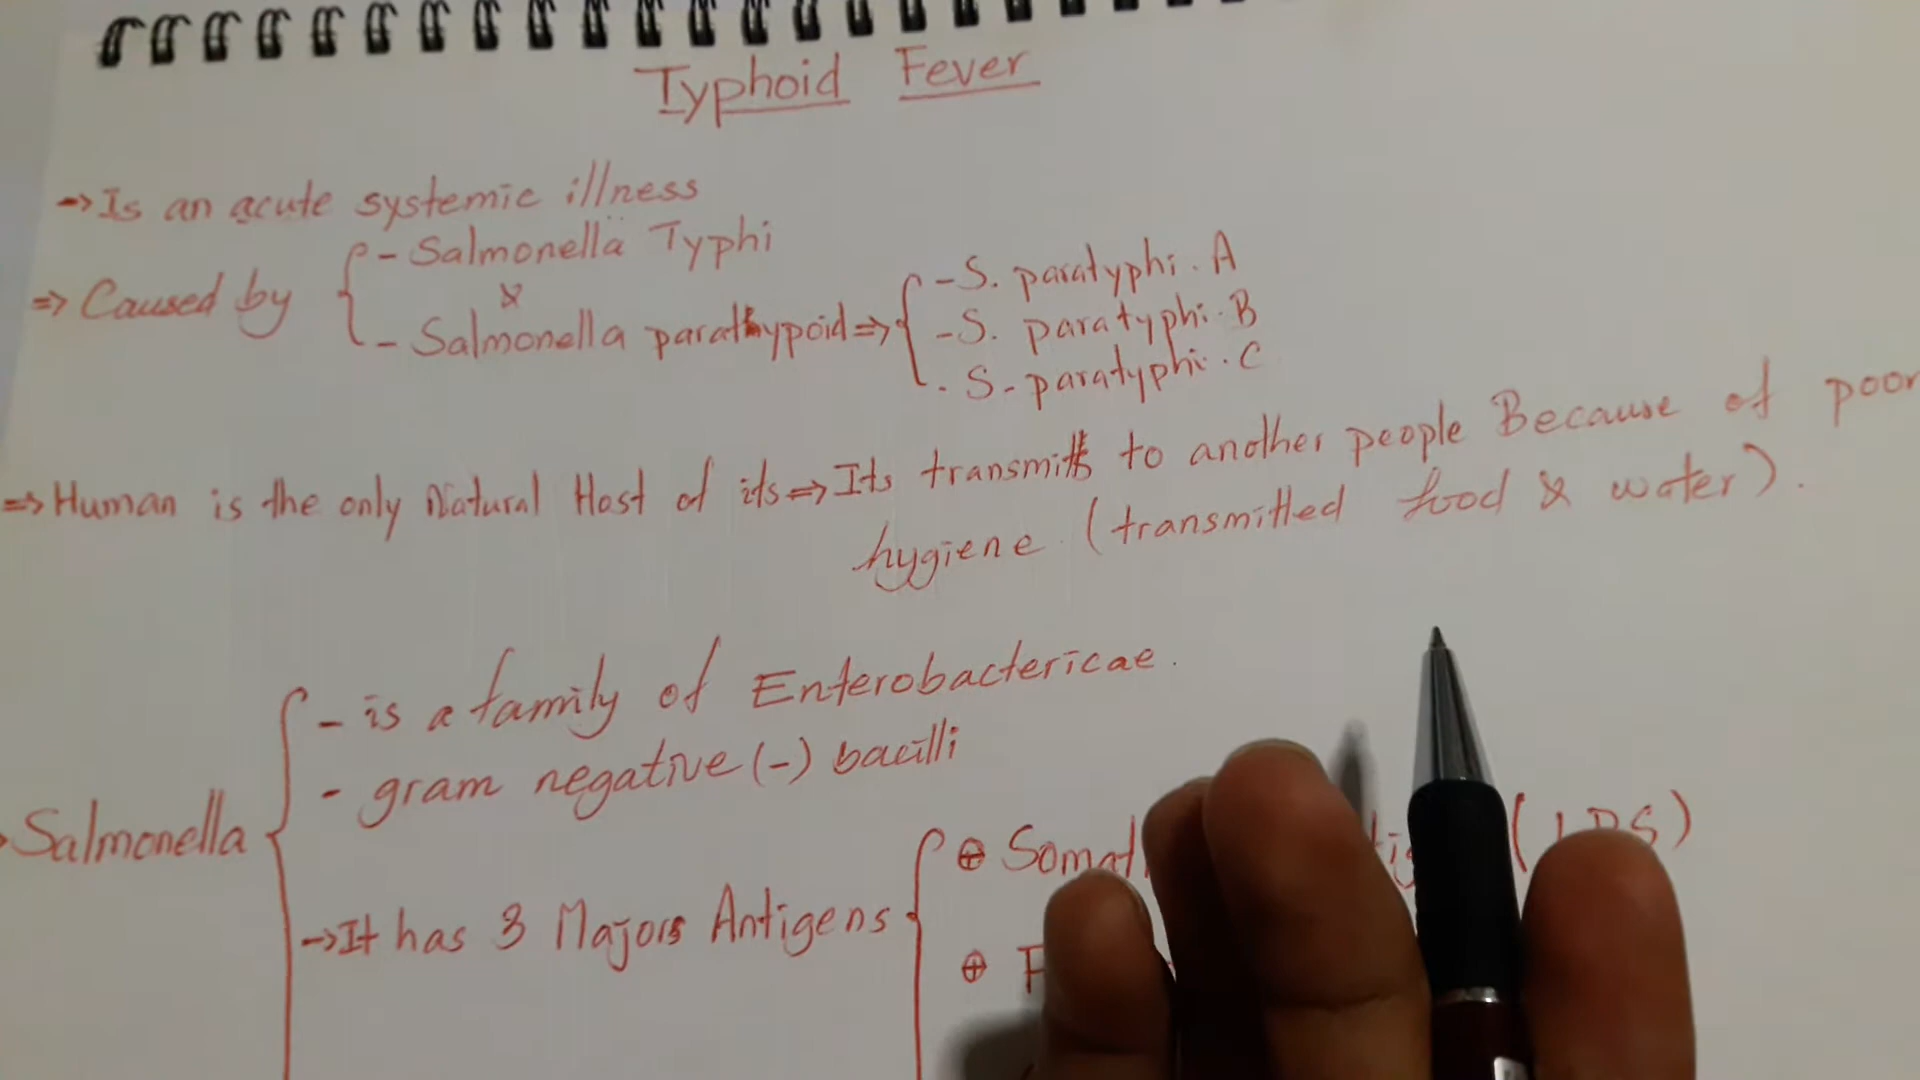 Typhoid Fever
→ Is an acute systemic illness
⇒ Caused by
- Salmonella Typhi
&
- Salmonella parathypoid ⇒
- S. paratyphi. A
- S. paratyphi. B
- S- paratyphi. C
⇒ Human is the only Natural Host of its ⇒ Its transmitts to another people Because of poor
hygiene (transmitted food & water).
Salmonella
- is a family of Enterobactericae.
- gram negative (-) bacilli
→ It has 3 Majors Antigens
⊕ (LPS)
⊕